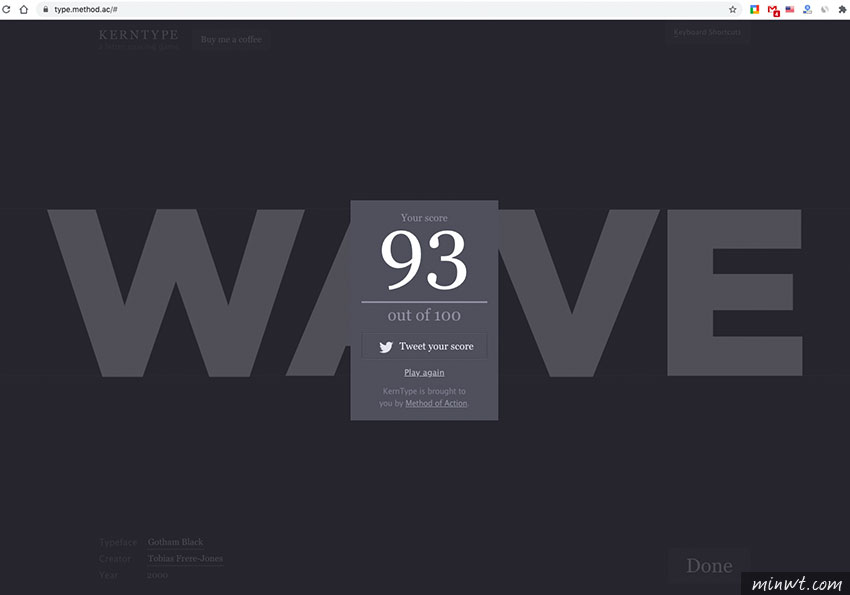 type.method.ac/#
KERNTYPE
a letter spacing game
Buy me a coffee
Keyboard Shortcuts
WAVE
Your score
93
out of 100
Tweet your score
Play again
KernType is brought to
you by Method of Action.
Typeface Gotham Black
Creator Tobias Frere-Jones
Year 2000
Done
minwt.com